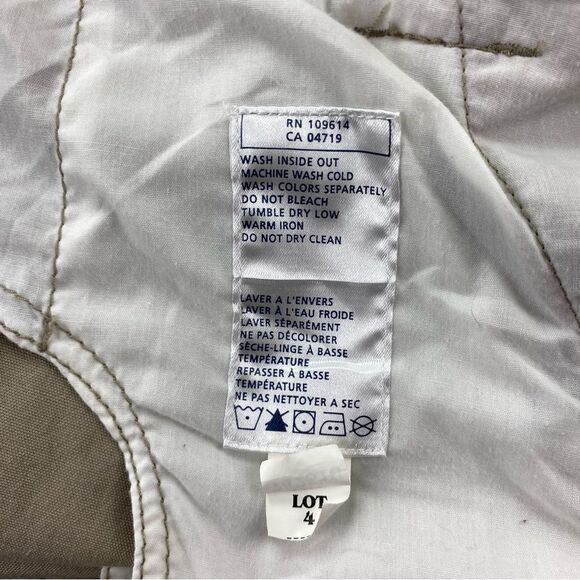 RN 109614
CA 04719
WASH INSIDE OUT
MACHINE WASH COLD
WASH COLORS SEPARATELY
DO NOT BLEACH
TUMBLE DRY LOW
WARM IRON
DO NOT DRY CLEAN
LAVER A L'ENVERS
LAVER À L'EAU FROIDE
LAVER SÉPARÉMENT
NE PAS DÉCOLORER
SÈCHE-LINGE À BASSE
TEMPÉRATURE
REPASSER À BASSE
TEMPÉRATURE
NE PAS NETTOYER A SEC
LOT
4